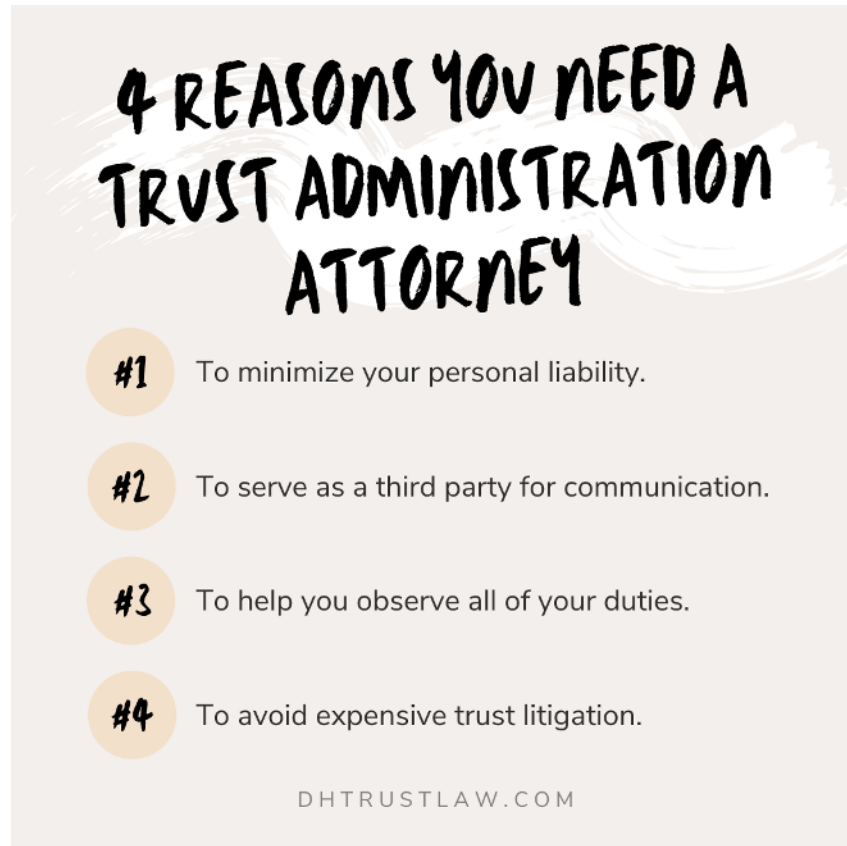 4 REASONS YOU NEED A
TRUST ADMINISTRATION
ATTORNEY
#1 To minimize your personal liability.
#2 To serve as a third party for communication.
#3 To help you observe all of your duties.
#4 To avoid expensive trust litigation.
DHTRUSTLAW.COM